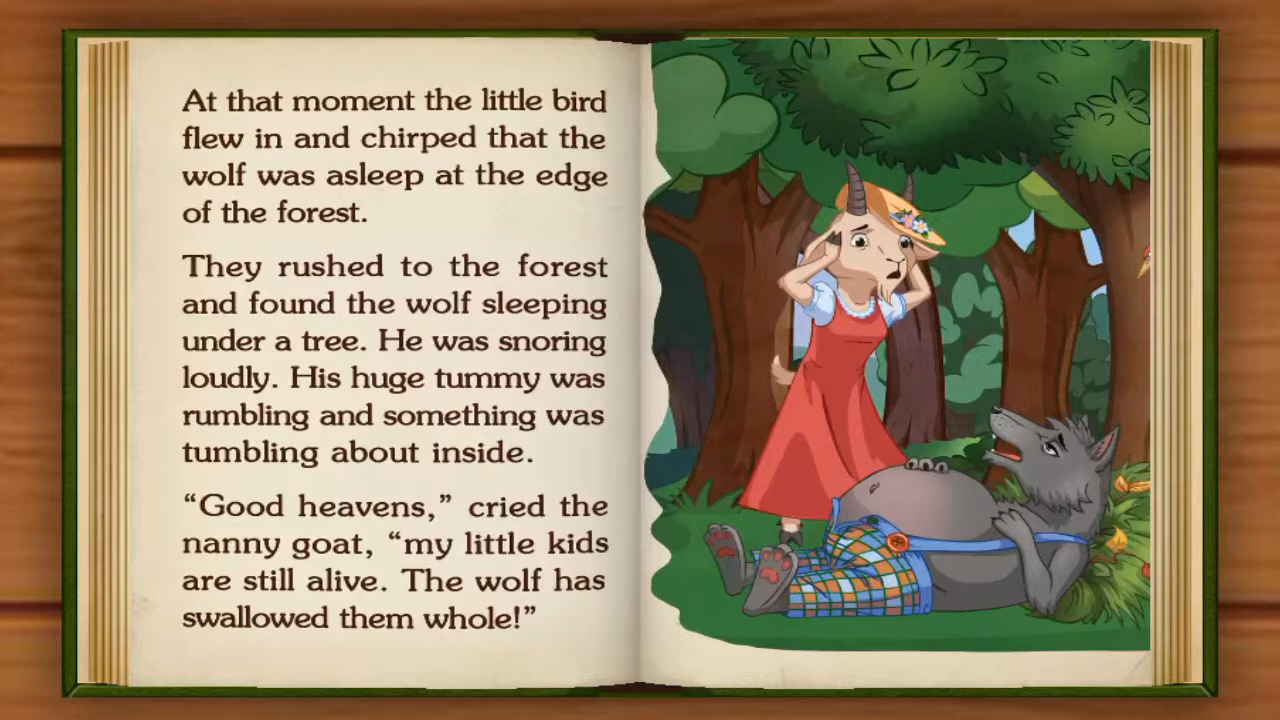 At that moment the little bird
flew in and chirped that the
wolf was asleep at the edge
of the forest.
They rushed to the forest
and found the wolf sleeping
under a tree. He was snoring
loudly. His huge tummy was
rumbling and something was
tumbling about inside.
“Good heavens,” cried the
nanny goat, “my little kids
are still alive. The wolf has
swallowed them whole!”